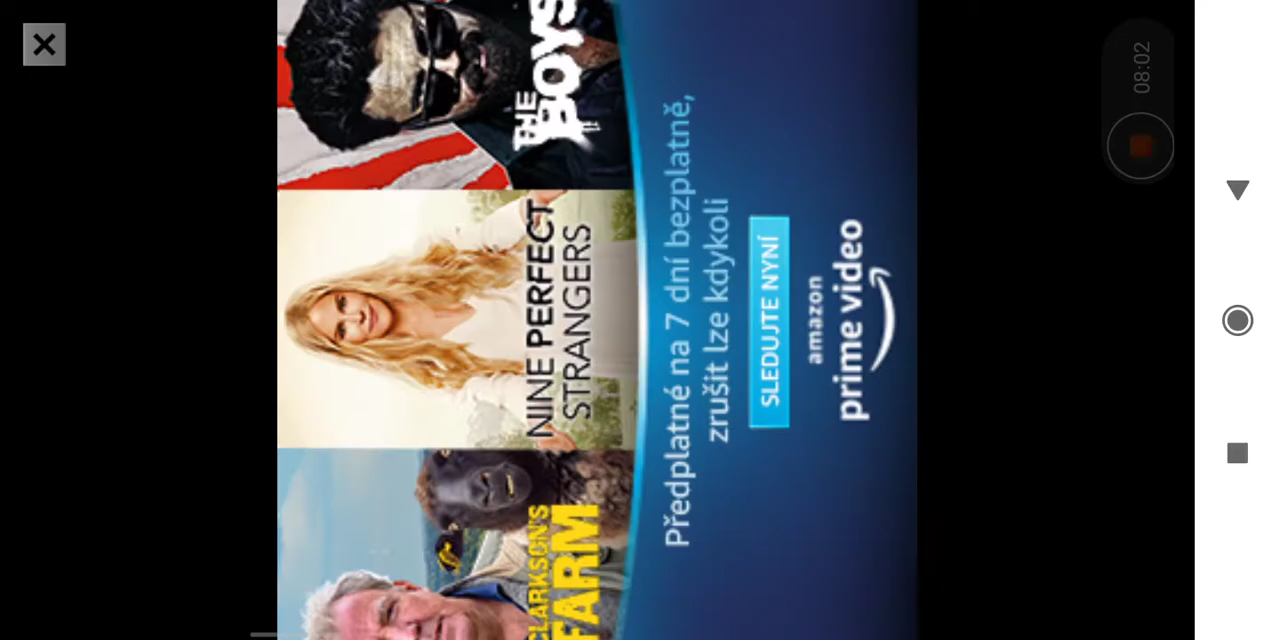 CLARKSON'S
FARM
NINE PERFECT
STRANGERS
THE
BOYS
Předplatné na 7 dní bezplatně,
zrušit lze kdykoli
SLEDUJTE NYNÍ
amazon
prime video
08:02